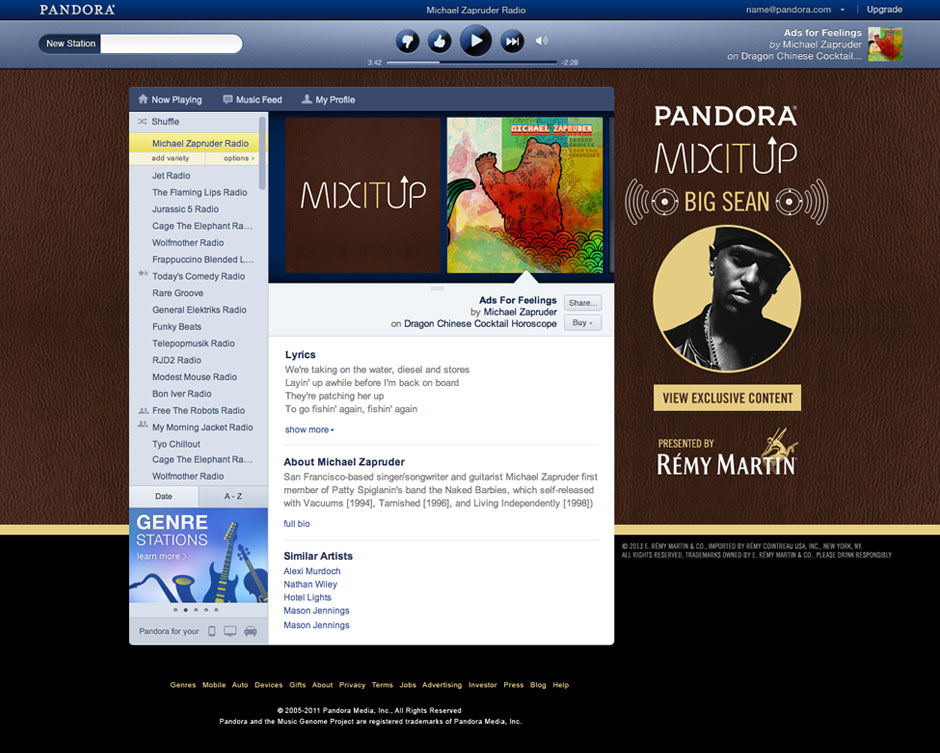 PANDORA
Michael Zapruder Radio
name@pandora.com
Upgrade
New Station
3:42
-2:28
Ads for Feelings
by Michael Zapruder
on Dragon Chinese Cocktail...
Now Playing
Music Feed
My Profile
Shuffle
Michael Zapruder Radio
add variety
options ›
Jet Radio
The Flaming Lips Radio
Jurassic 5 Radio
Cage The Elephant Ra...
Wolfmother Radio
Frappuccino Blended L...
Today's Comedy Radio
Rare Groove
General Elektriks Radio
Funky Beats
Telepopmusik Radio
RJD2 Radio
Modest Mouse Radio
Bon Iver Radio
Free The Robots Radio
My Morning Jacket Radio
Tyo Chillout
Cage The Elephant Ra...
Wolfmother Radio
Date
A - Z
GENRE
STATIONS
learn more >
Pandora for your
MIXITUP
MICHAEL ZAPRUDER
DRAGON
CHINESE
COCKTAIL
HOROSCOPE
Ads For Feelings
by Michael Zapruder
on Dragon Chinese Cocktail Horoscope
Share...
Buy
Lyrics
We're taking on the water, diesel and stores
Layin' up awhile before I'm back on board
They're patching her up
To go fishin' again, fishin' again
show more
About Michael Zapruder
San Francisco-based singer/songwriter and guitarist Michael Zapruder first
member of Patty Spiglanin's band the Naked Barbies, which self-released
with Vacuums [1994], Tarnished [1996], and Living Independently [1998])
full bio
Similar Artists
Alexi Murdoch
Nathan Wiley
Hotel Lights
Mason Jennings
Mason Jennings
PANDORA
MIXITUP
BIG SEAN
VIEW EXCLUSIVE CONTENT
PRESENTED BY
RÉMY MARTIN
© 2013 E. RÉMY MARTIN & CO., IMPORTED BY RÉMY COINTREAU USA, INC., NEW YORK, NY.
ALL RIGHTS RESERVED, TRADEMARKS OWNED BY E. RÉMY MARTIN & CO. PLEASE DRINK RESPONSIBLY
Genres Mobile Auto Devices Gifts About Privacy Terms Jobs Advertising Investor Press Blog Help
© 2005-2011 Pandora Media, Inc., All Rights Reserved
Pandora and the Music Genome Project are registered trademarks of Pandora Media, Inc.